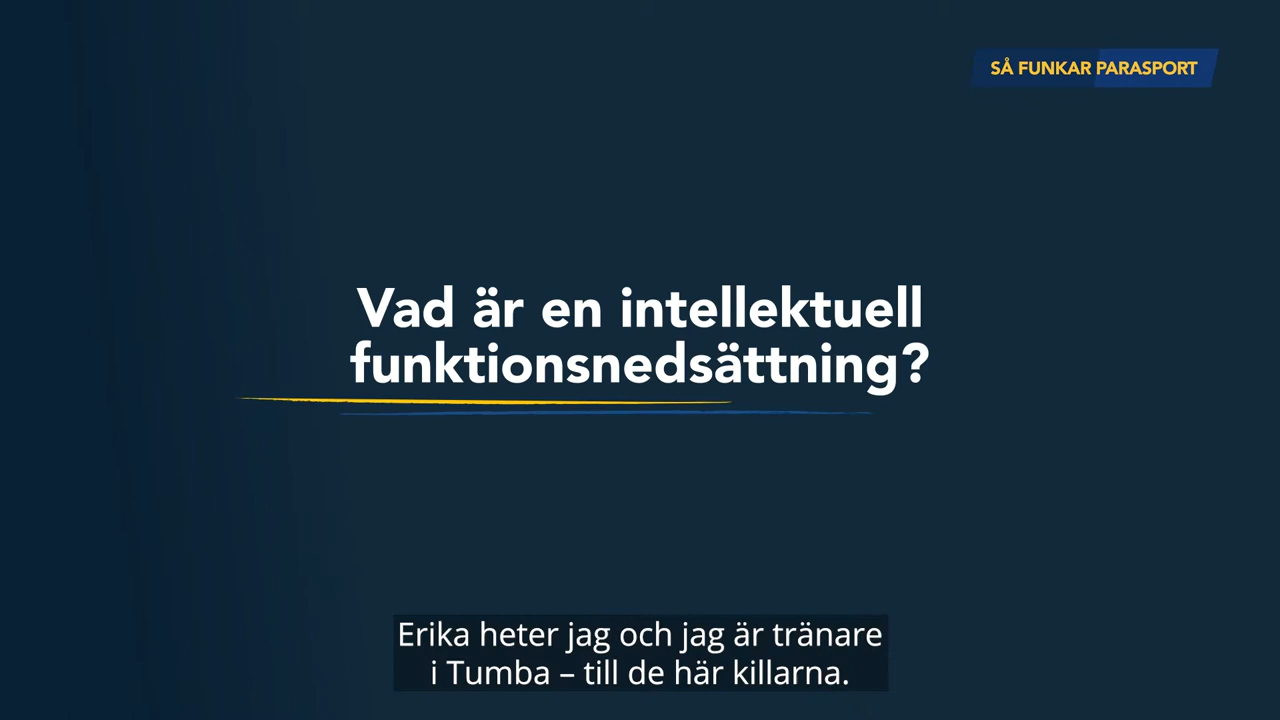 SÅ FUNKAR PARASPORT
Vad är en intellektuell
funktionsnedsättning?
Erika heter jag och jag är tränare
i Tumba – till de här killarna.